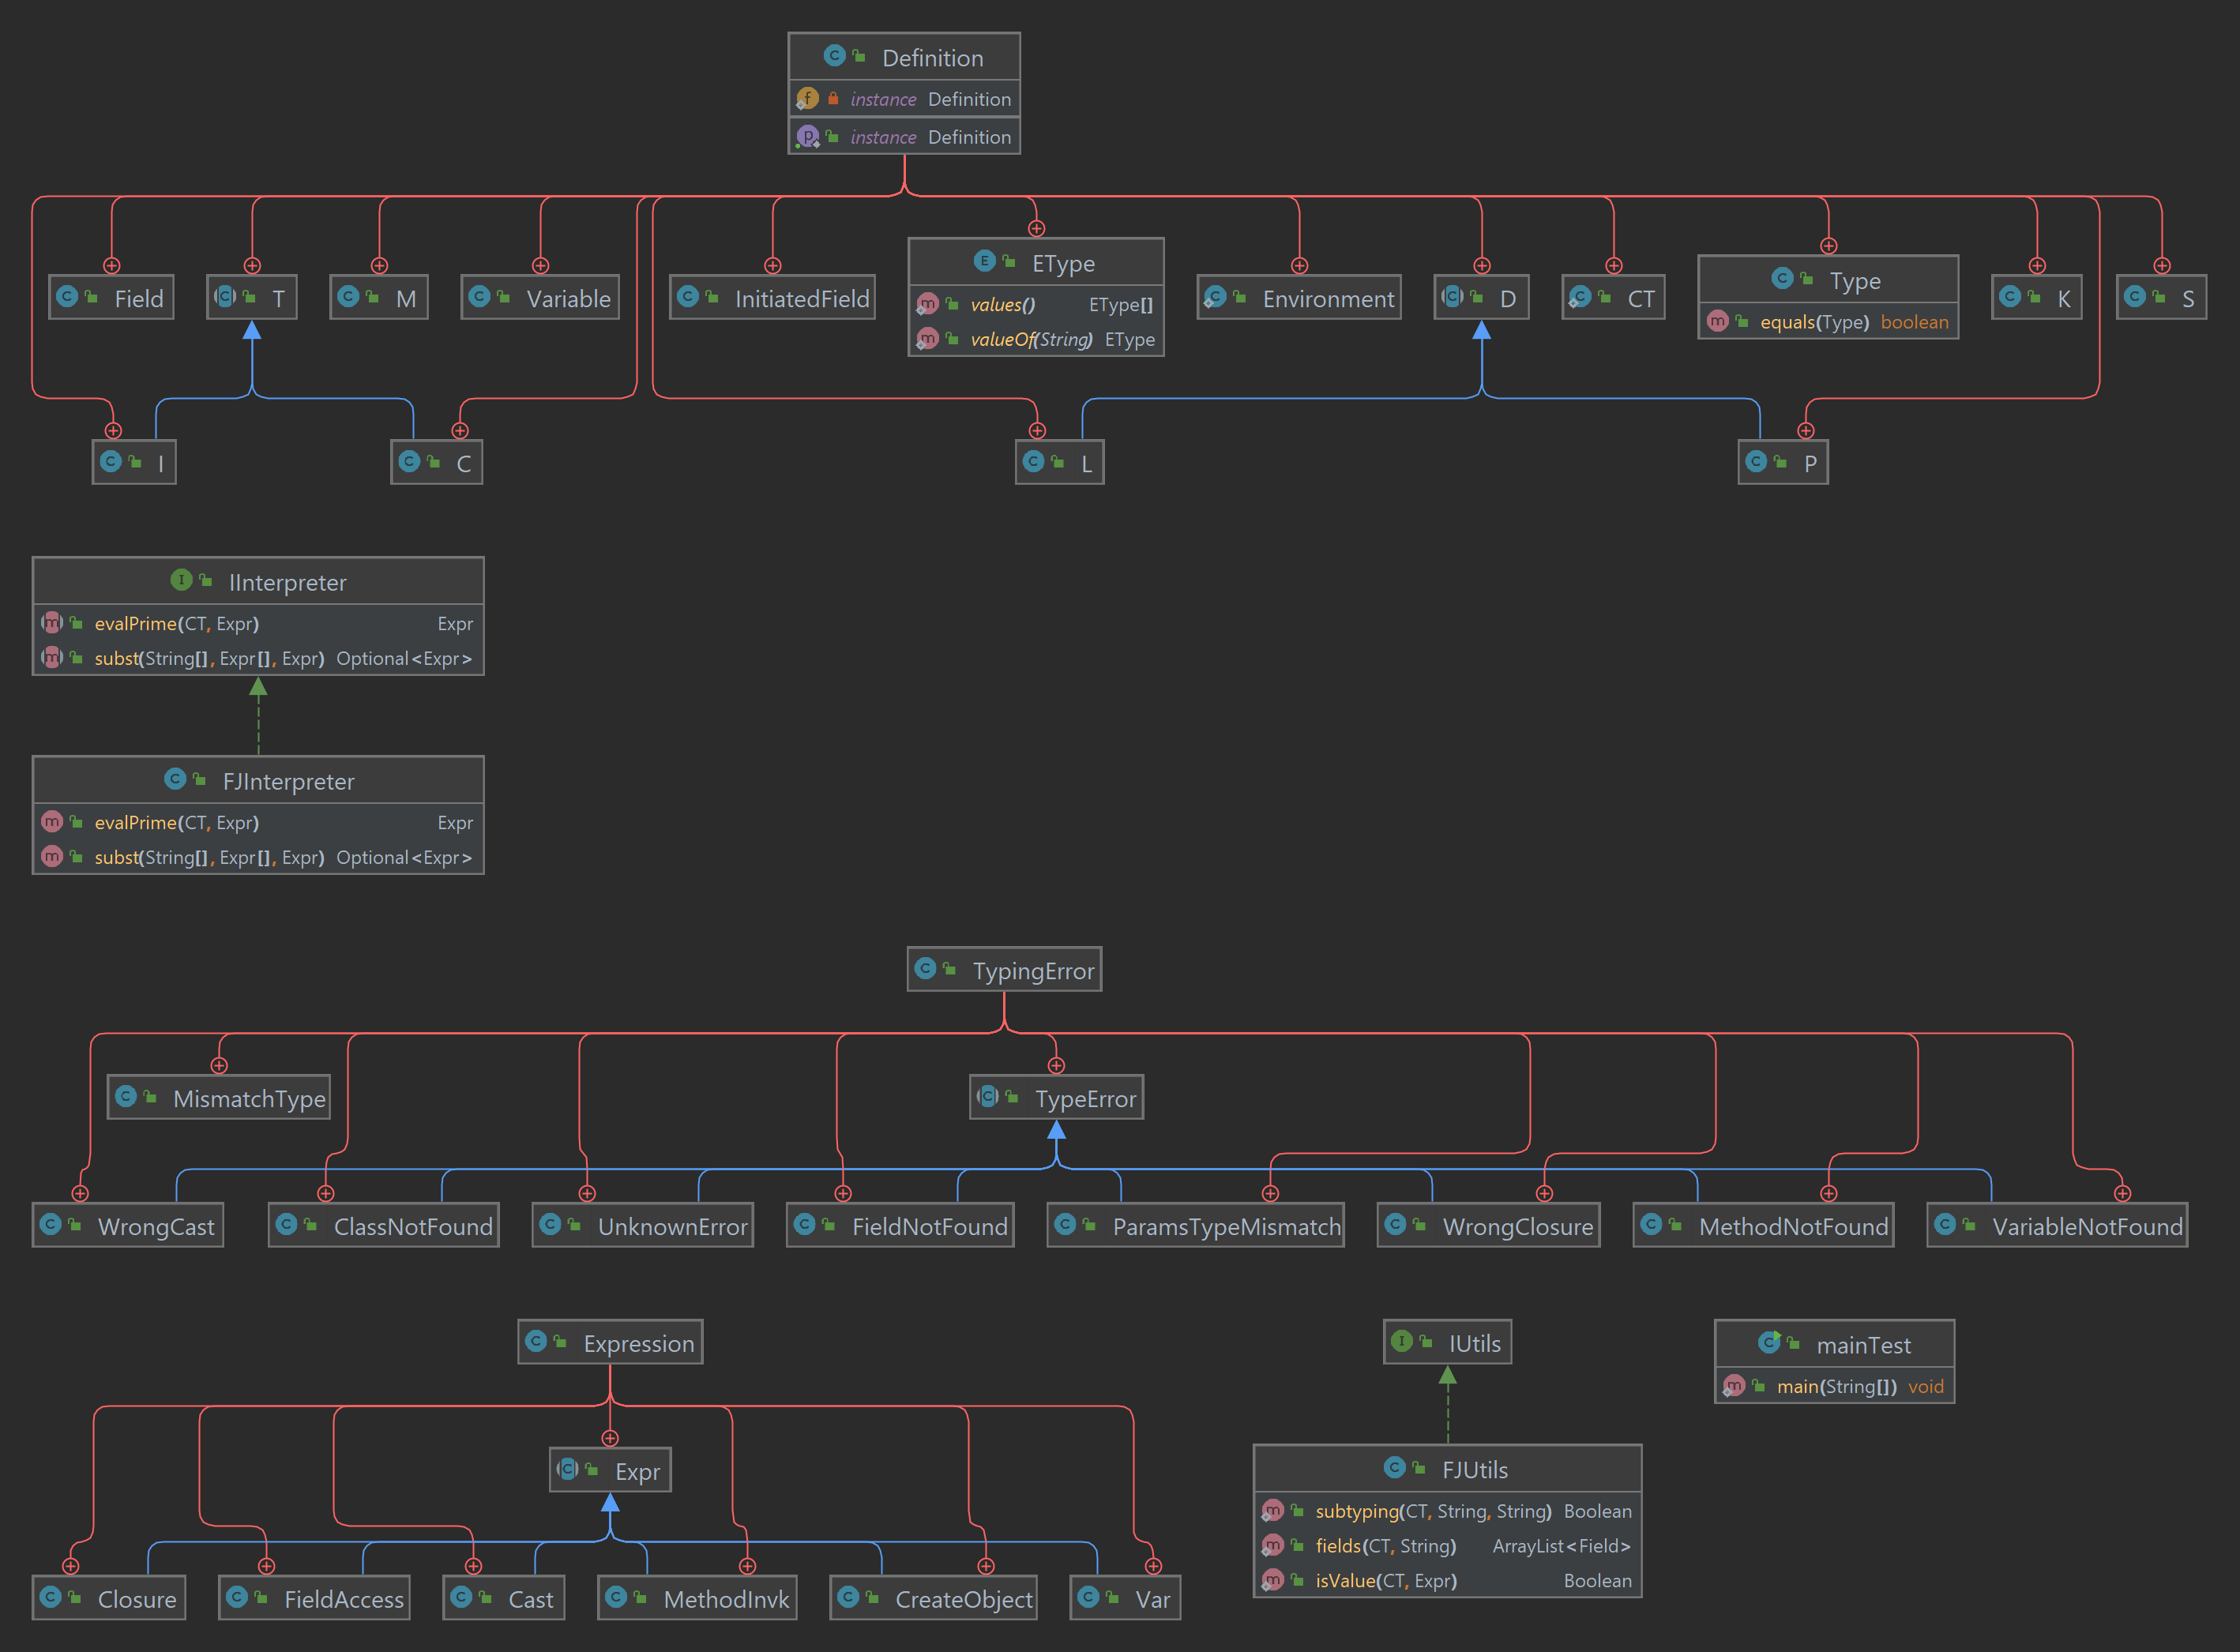 Definition
instance Definition
instance Definition
Field
T
M
Variable
InitiatedField
EType
values() EType[]
valueOf(String) EType
Environment
D
CT
Type
equals(Type) boolean
K
S
I
C
L
P
IInterpreter
evalPrime(CT, Expr) Expr
subst(String[], Expr[], Expr) Optional<Expr>
FJInterpreter
evalPrime(CT, Expr) Expr
subst(String[], Expr[], Expr) Optional<Expr>
TypingError
MismatchType
TypeError
WrongCast
ClassNotFound
UnknownError
FieldNotFound
ParamsTypeMismatch
WrongClosure
MethodNotFound
VariableNotFound
Expression
Expr
Closure
FieldAccess
Cast
MethodInvk
CreateObject
Var
IUtils
FJUtils
subtyping(CT, String, String) Boolean
fields(CT, String) ArrayList<Field>
isValue(CT, Expr) Boolean
mainTest
main(String[]) void